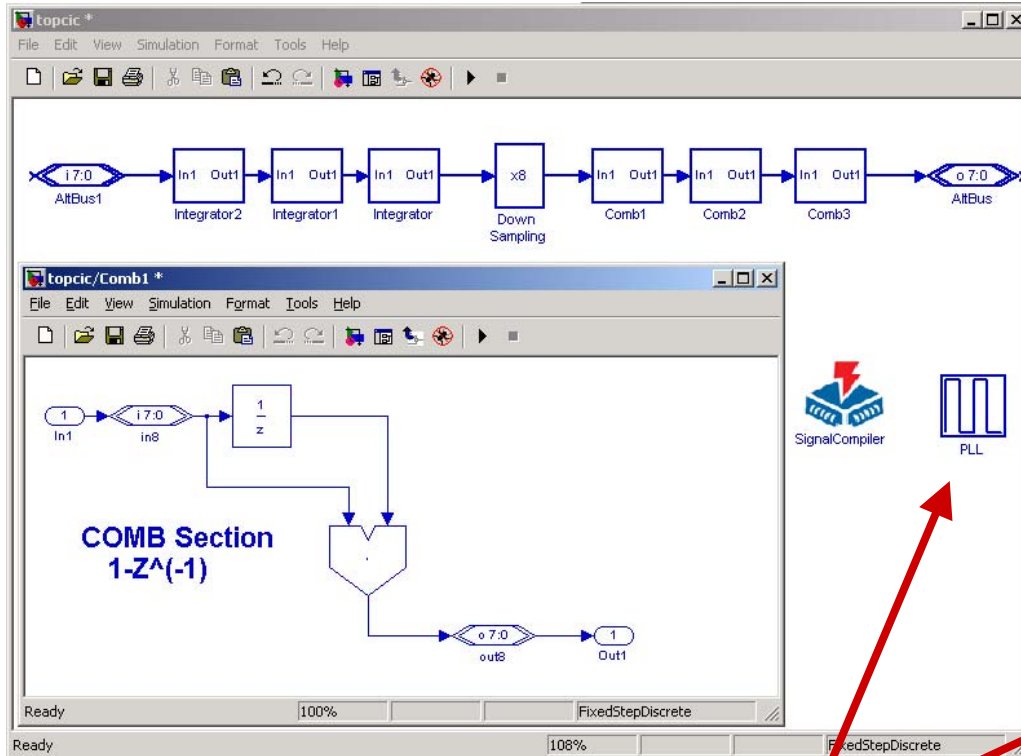 topcic *
File Edit View Simulation Format Tools Help
i 7:0
AltBus1
In1 Out1
Integrator2
In1 Out1
Integrator1
In1 Out1
Integrator
x8
Down
Sampling
In1 Out1
Comb1
In1 Out1
Comb2
In1 Out1
Comb3
o 7:0
AltBus
topcic/Comb1 *
File Edit View Simulation Format Tools Help
1
In1
i 7:0
in8
1
z
COMB Section
1-Z^(-1)
o 7:0
out8
1
Out1
Ready 100% FixedStepDiscrete
SignalCompiler
PLL
Ready 108% FixedStepDiscrete